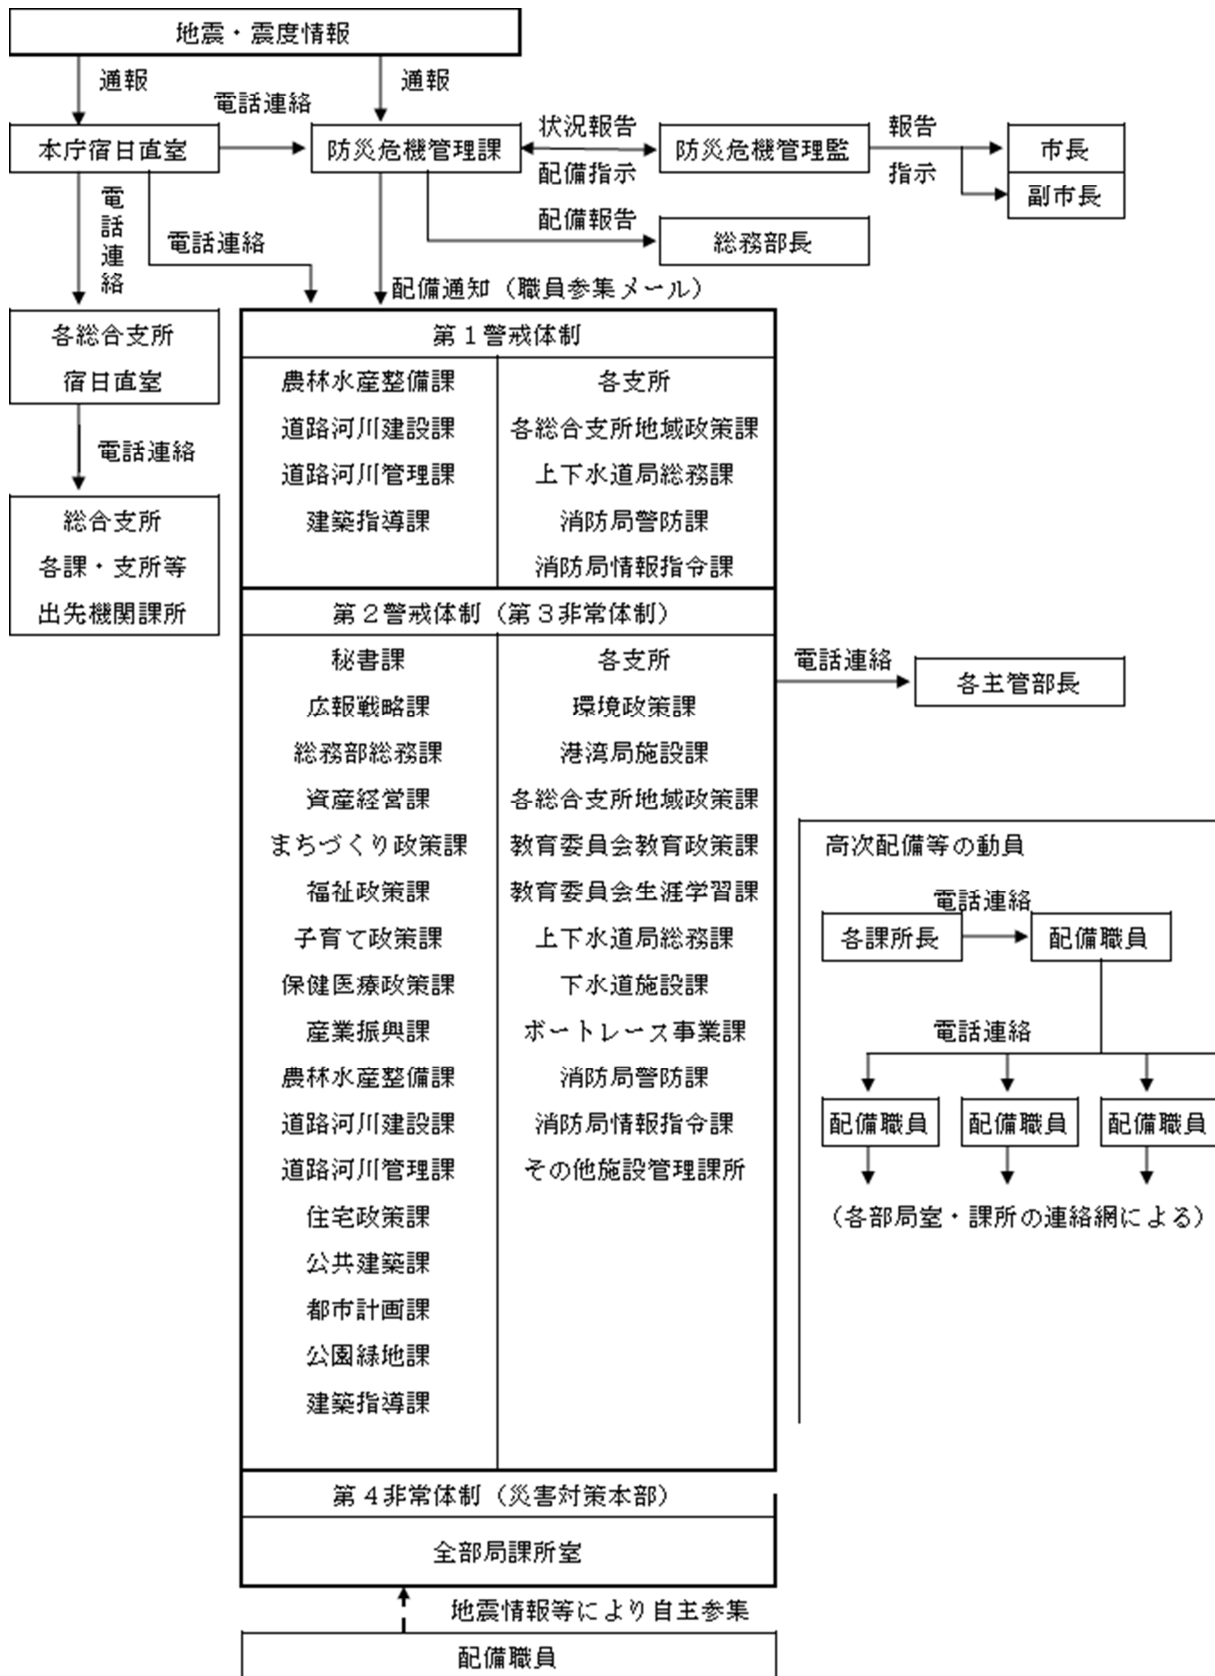 地震・震度情報
通報
通報
電話連絡
本庁宿日直室
防災危機管理課
状況報告
配備指示
防災危機管理監
報告
指示
市長
副市長
電話連絡
電話連絡
配備報告
総務部長
配備通知（職員参集メール）
各総合支所
宿日直室
電話連絡
総合支所
各課・支所等
出先機関課所
第１警戒体制
農林水産整備課
各支所
道路河川建設課
各総合支所地域政策課
道路河川管理課
上下水道局総務課
建築指導課
消防局警防課
消防局情報指令課
第２警戒体制（第３非常体制）
秘書課
各支所
広報戦略課
環境政策課
総務部総務課
港湾局施設課
資産経営課
各総合支所地域政策課
まちづくり政策課
教育委員会教育政策課
福祉政策課
教育委員会生涯学習課
子育て政策課
上下水道局総務課
保健医療政策課
下水道施設課
産業振興課
ボートレース事業課
農林水産整備課
消防局警防課
道路河川建設課
消防局情報指令課
道路河川管理課
その他施設管理課所
住宅政策課
公共建築課
都市計画課
公園緑地課
建築指導課
電話連絡
各主管部長
高次配備等の動員
電話連絡
各課所長
配備職員
電話連絡
配備職員
配備職員
配備職員
（各部局室・課所の連絡網による）
第４非常体制（災害対策本部）
全部局課所室
地震情報等により自主参集
配備職員